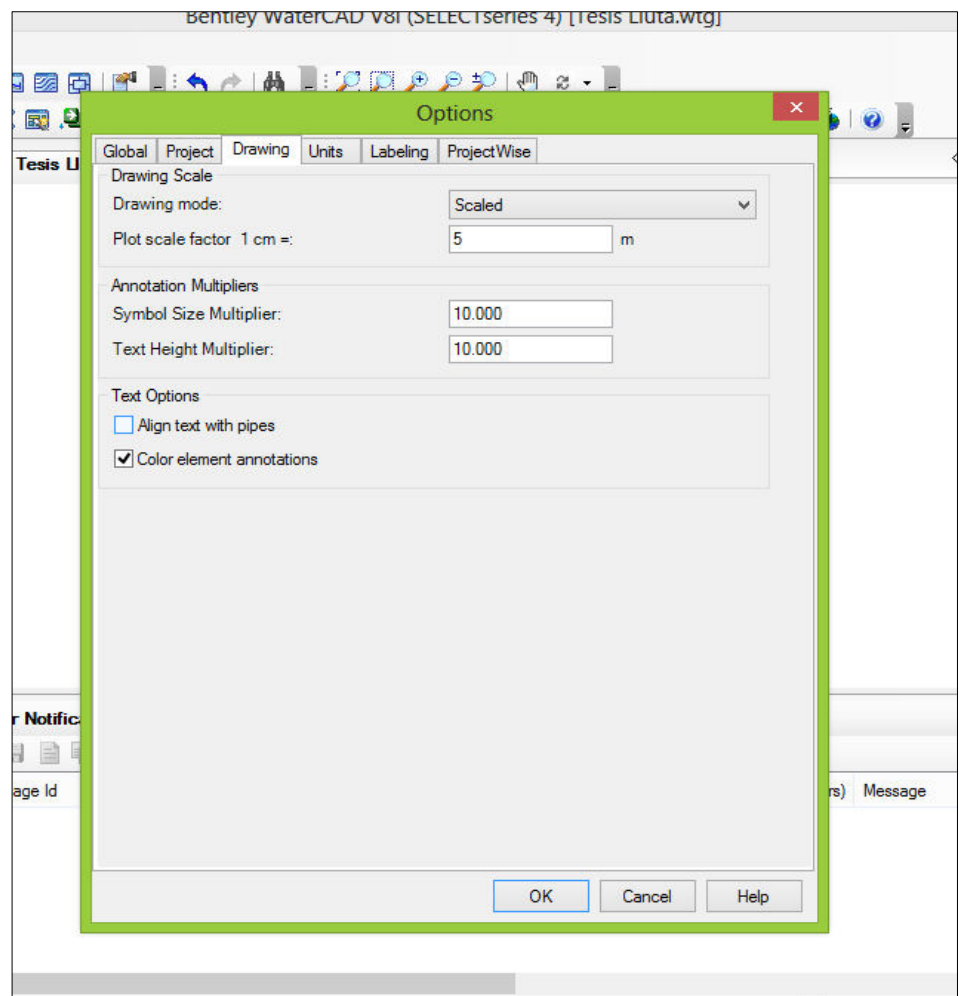 Bentley WaterCAD V8i (SELECTseries 4) [Tesis Lluta.wtg]
Options
Tesis Ll
Global Project Drawing Units Labeling ProjectWise
Drawing Scale
Drawing mode: Scaled
Plot scale factor 1 cm =: 5 m
Annotation Multipliers
Symbol Size Multiplier: 10.000
Text Height Multiplier: 10.000
Text Options
Align text with pipes
Color element annotations
r Notific
age Id rs) Message
OK Cancel Help